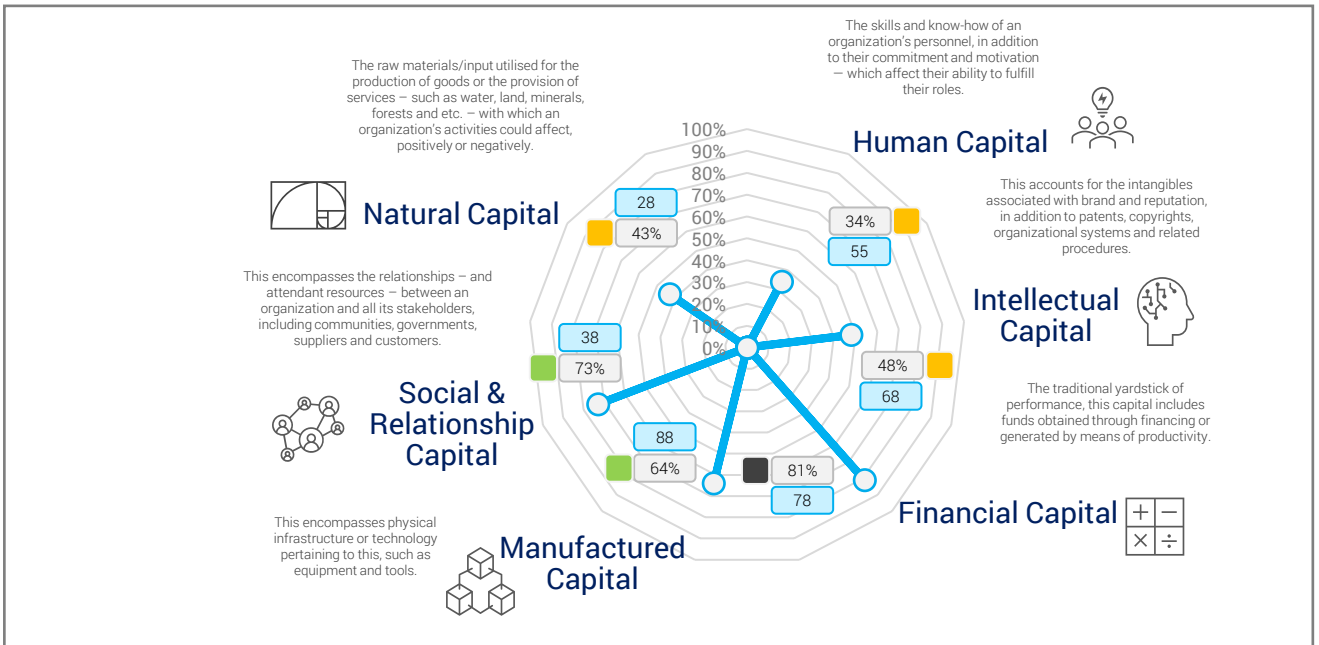 The skills and know-how of an
organization's personnel, in addition
to their commitment and motivation
— which affect their ability to fulfill
their roles.
Human Capital
34%
55
The raw materials/input utilised for the
production of goods or the provision of
services – such as water, land, minerals,
forests and etc. – with which an
organization's activities could affect,
positively or negatively.
Natural Capital
28
43%
100%
90%
80%
70%
60%
50%
40%
30%
20%
10%
0%
This accounts for the intangibles
associated with brand and reputation,
in addition to patents, copyrights,
organizational systems and related
procedures.
Intellectual
Capital
48%
68
This encompasses the relationships – and
attendant resources – between an
organization and all its stakeholders,
including communities, governments,
suppliers and customers.
38
73%
Social &
Relationship
Capital
The traditional yardstick of
performance, this capital includes
funds obtained through financing or
generated by means of productivity.
Financial Capital
81%
78
88
64%
This encompasses physical
infrastructure or technology
pertaining to this, such as
equipment and tools.
Manufactured
Capital